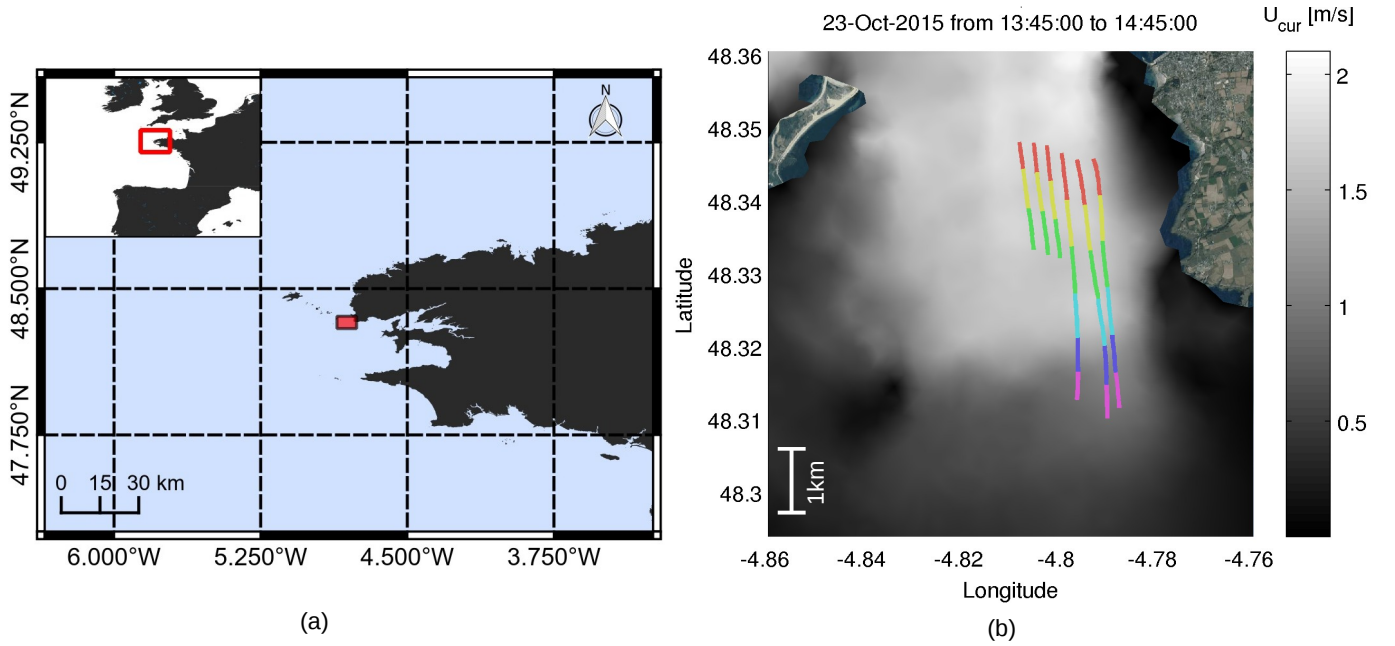 N
49.250°N
48.500°N
47.750°N
0 15 30 km
6.000°W 5.250°W 4.500°W 3.750°W
(a)
23-Oct-2015 from 13:45:00 to 14:45:00
U_cur [m/s]
48.36
48.35
48.34
48.33
48.32
48.31
48.3
Latitude
1km
-4.86 -4.84 -4.82 -4.8 -4.78 -4.76
Longitude
2
1.5
1
0.5
(b)